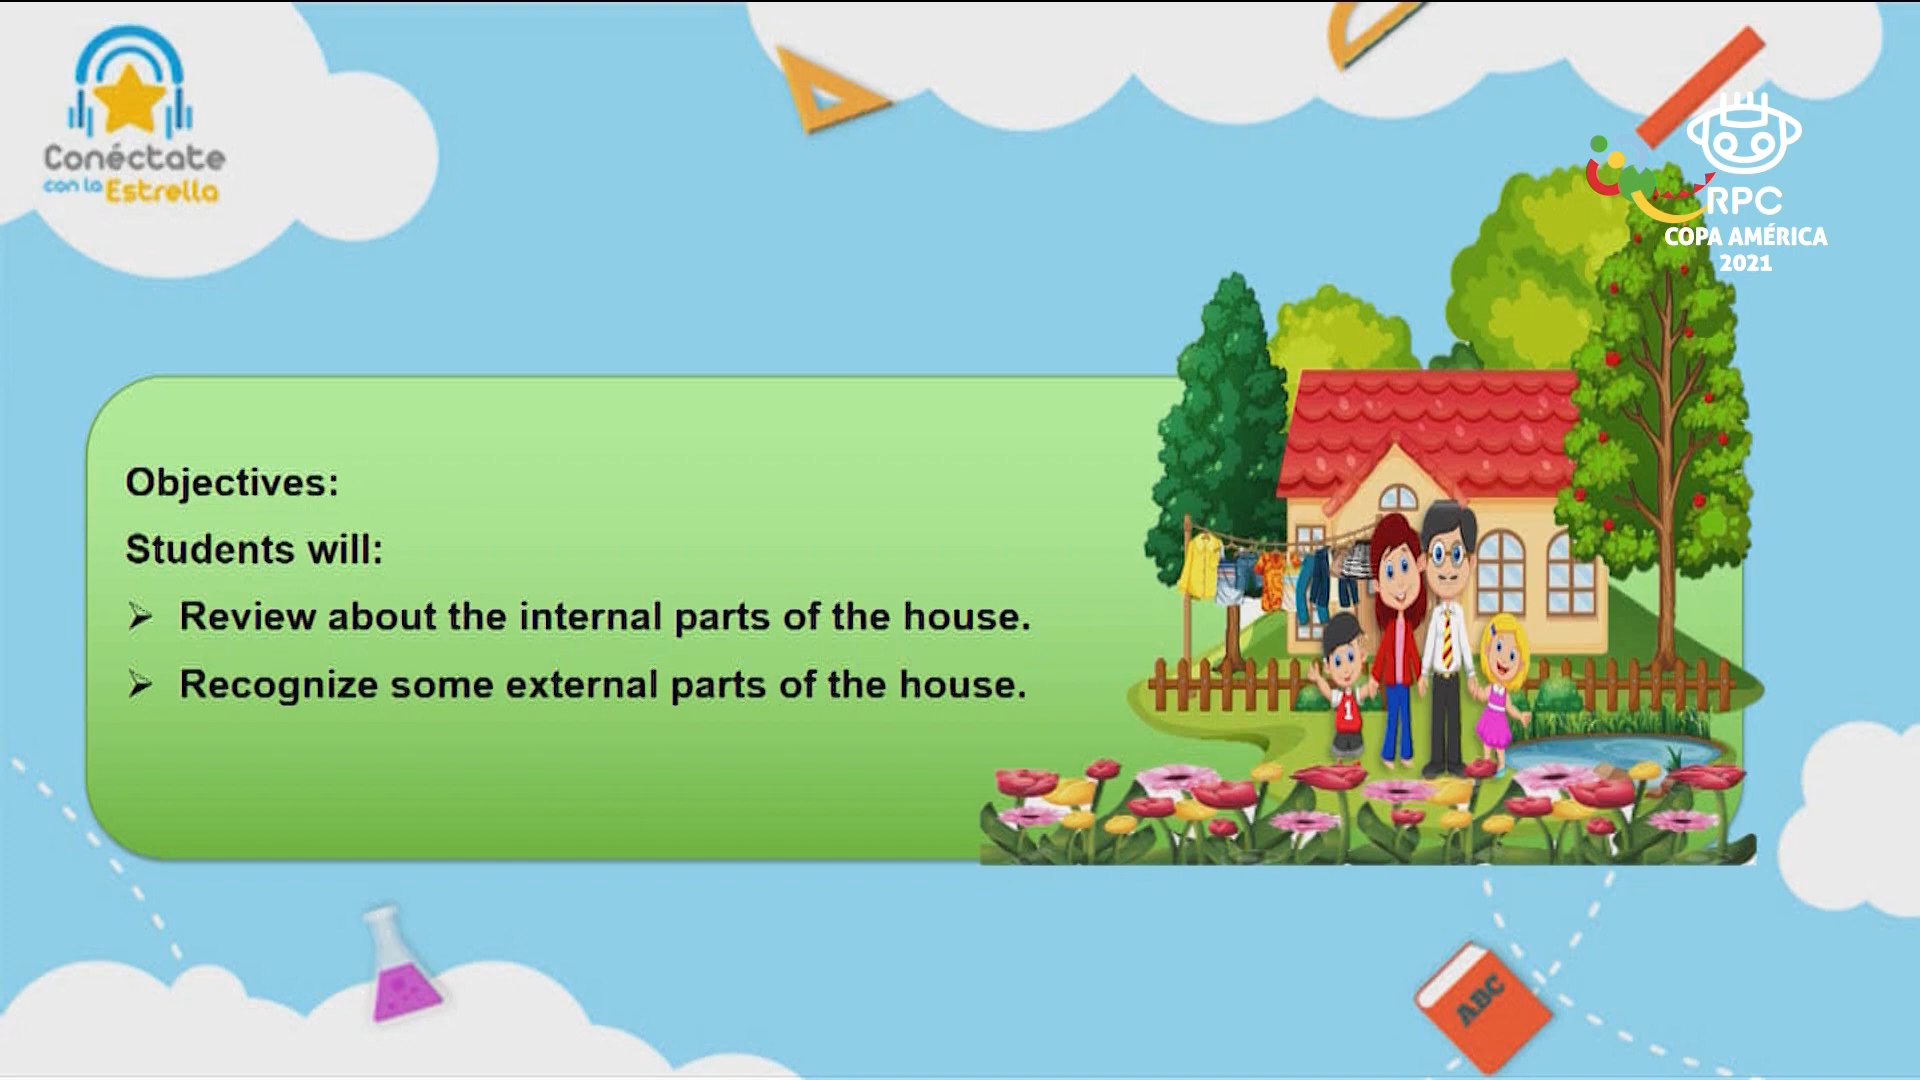 Conéctate
con la Estrella
RPC
COPA AMÉRICA
2021
Objectives:
Students will:
Review about the internal parts of the house.
Recognize some external parts of the house.
1
ABC